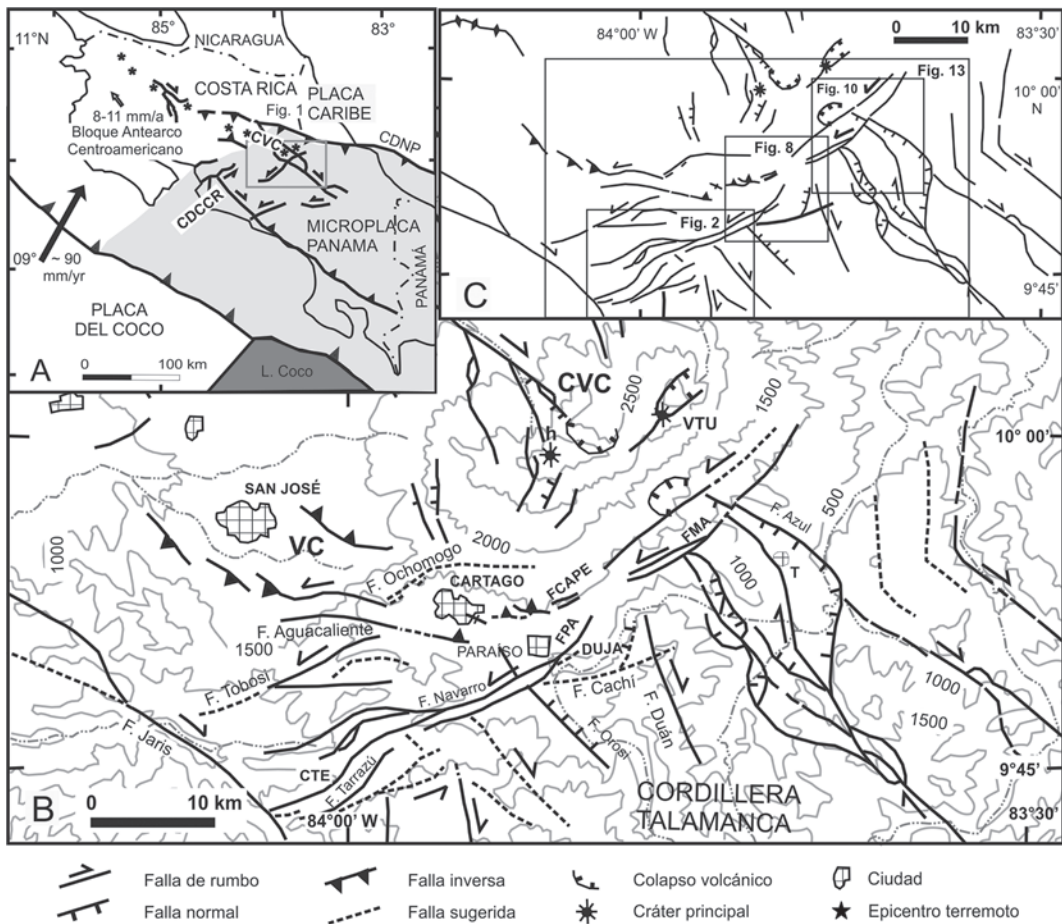 85°
83°
11°N
NICARAGUA
COSTA RICA
PLACA
CARIBE
Fig. 1
8-11 mm/a
Bloque Antearco
Centroamericano
CVC
CDNP
CDCCR
MICROPLACA
PANAMA
PANAMÁ
09°
~ 90
mm/yr
PLACA
DEL COCO
0 100 km
L. Coco
A
84°00' W
0 10 km
83°30'
Fig. 13
Fig. 10
10° 00'
N
Fig. 8
Fig. 2
9°45'
C
CVC
2500
1500
VTU
h
10° 00'
SAN JOSÉ
VC
1000
2000
F. Ochomogo
CARTAGO
FCAPE
FMA
F. Azul
500
1000
T
F. Aguacaliente
1500
PARAISO
FPA
DUJA
F. Tobosi
F. Navarro
F. Cachí
F. Orosi
F. Duán
1000
1500
F. Jaris
CTE
F. Tarrazú
9°45'
CORDILLERA
TALAMANCA
83°30'
B
0 10 km
84°00' W
Falla de rumbo
Falla inversa
Colapso volcánico
Ciudad
Falla normal
Falla sugerida
Cráter principal
Epicentro terremoto